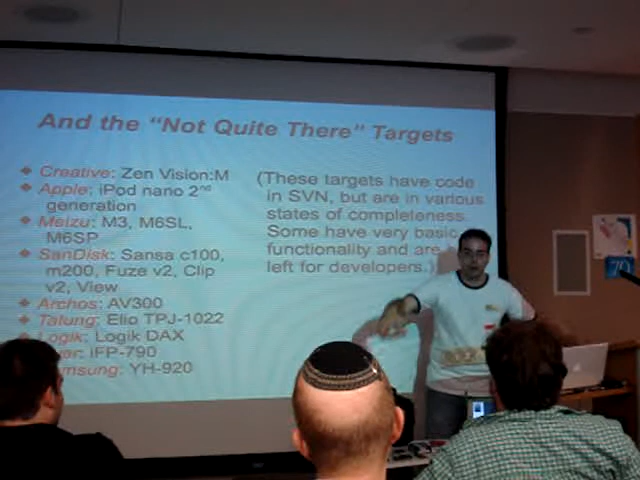 And the "Not Quite There" Targets
❖ Creative: Zen Vision:M
❖ Apple: iPod nano 2nd
generation
❖ Meizu: M3, M6SL,
M6SP
❖ SanDisk: Sansa c100,
m200, Fuze v2, Clip
v2, View
❖ Archos: AV300
❖ Tatung: Elio TPJ-1022
Logik: Logik DAX
iFP-790
YH-920
(These targets have code
in SVN, but are in various
states of completeness.
Some have very basic
functionality and are
left for developers.)
70